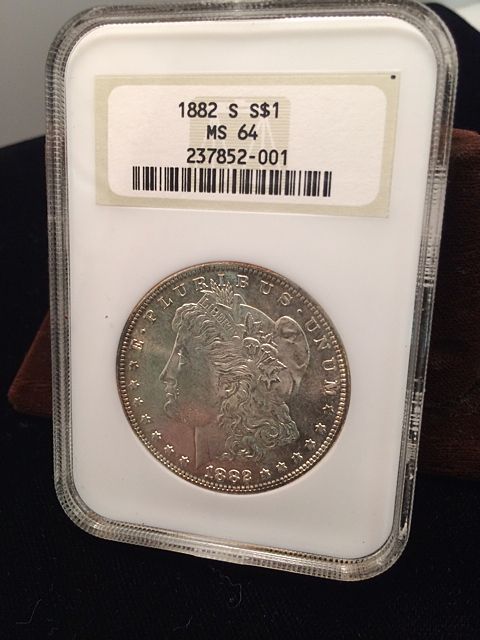 1882 S S$1
MS 64
237852-001
E · PLURIBUS · UNUM
LIBERTY
1882